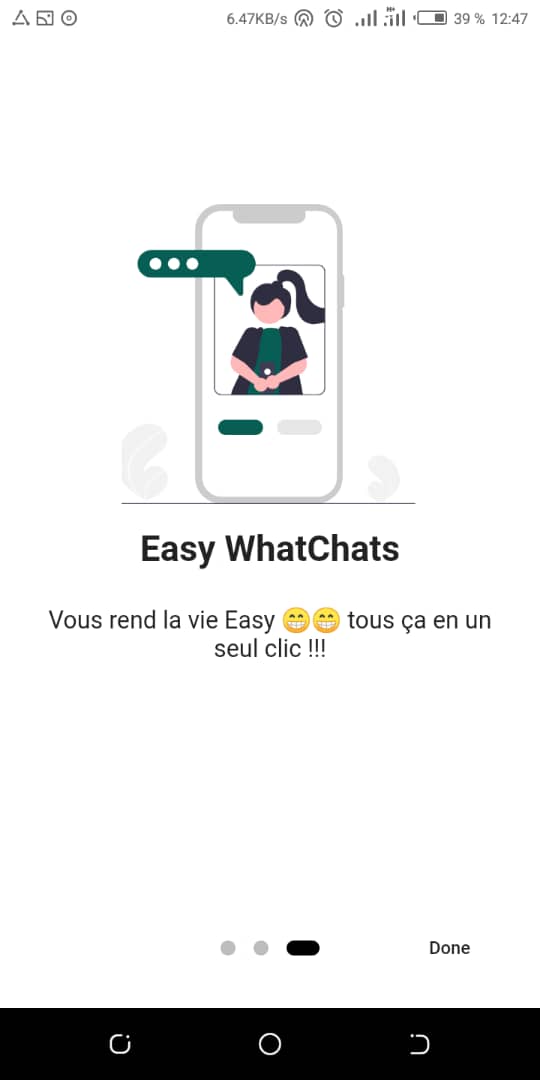 6.47KB/s H+ 39 % 12:47
Easy WhatChats
Vous rend la vie Easy 😁😁 tous ça en un
seul clic !!!
Done